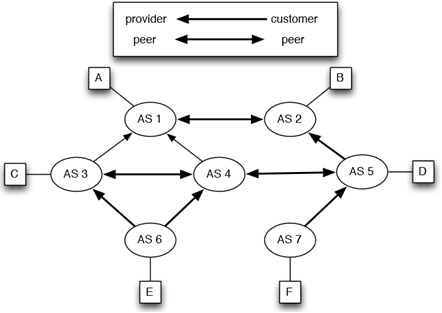 provider customer
peer peer
A B
AS 1 AS 2
C AS 3 AS 4 AS 5 D
AS 6 AS 7
E F